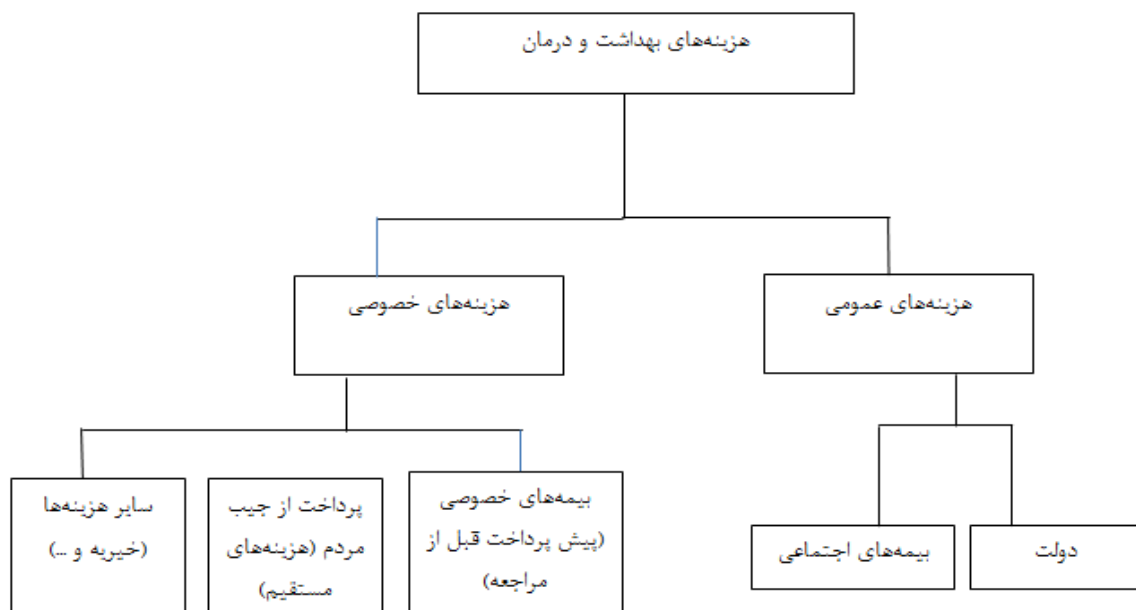 هزینه‌های بهداشت و درمان
هزینه‌های عمومی
هزینه‌های خصوصی
دولت
بیمه‌های اجتماعی
بیمه‌های خصوصی
(پیش پرداخت قبل از
مراجعه)
پرداخت از جیب
مردم (هزینه‌های
مستقیم)
سایر هزینه‌ها
(خیریه و ...)